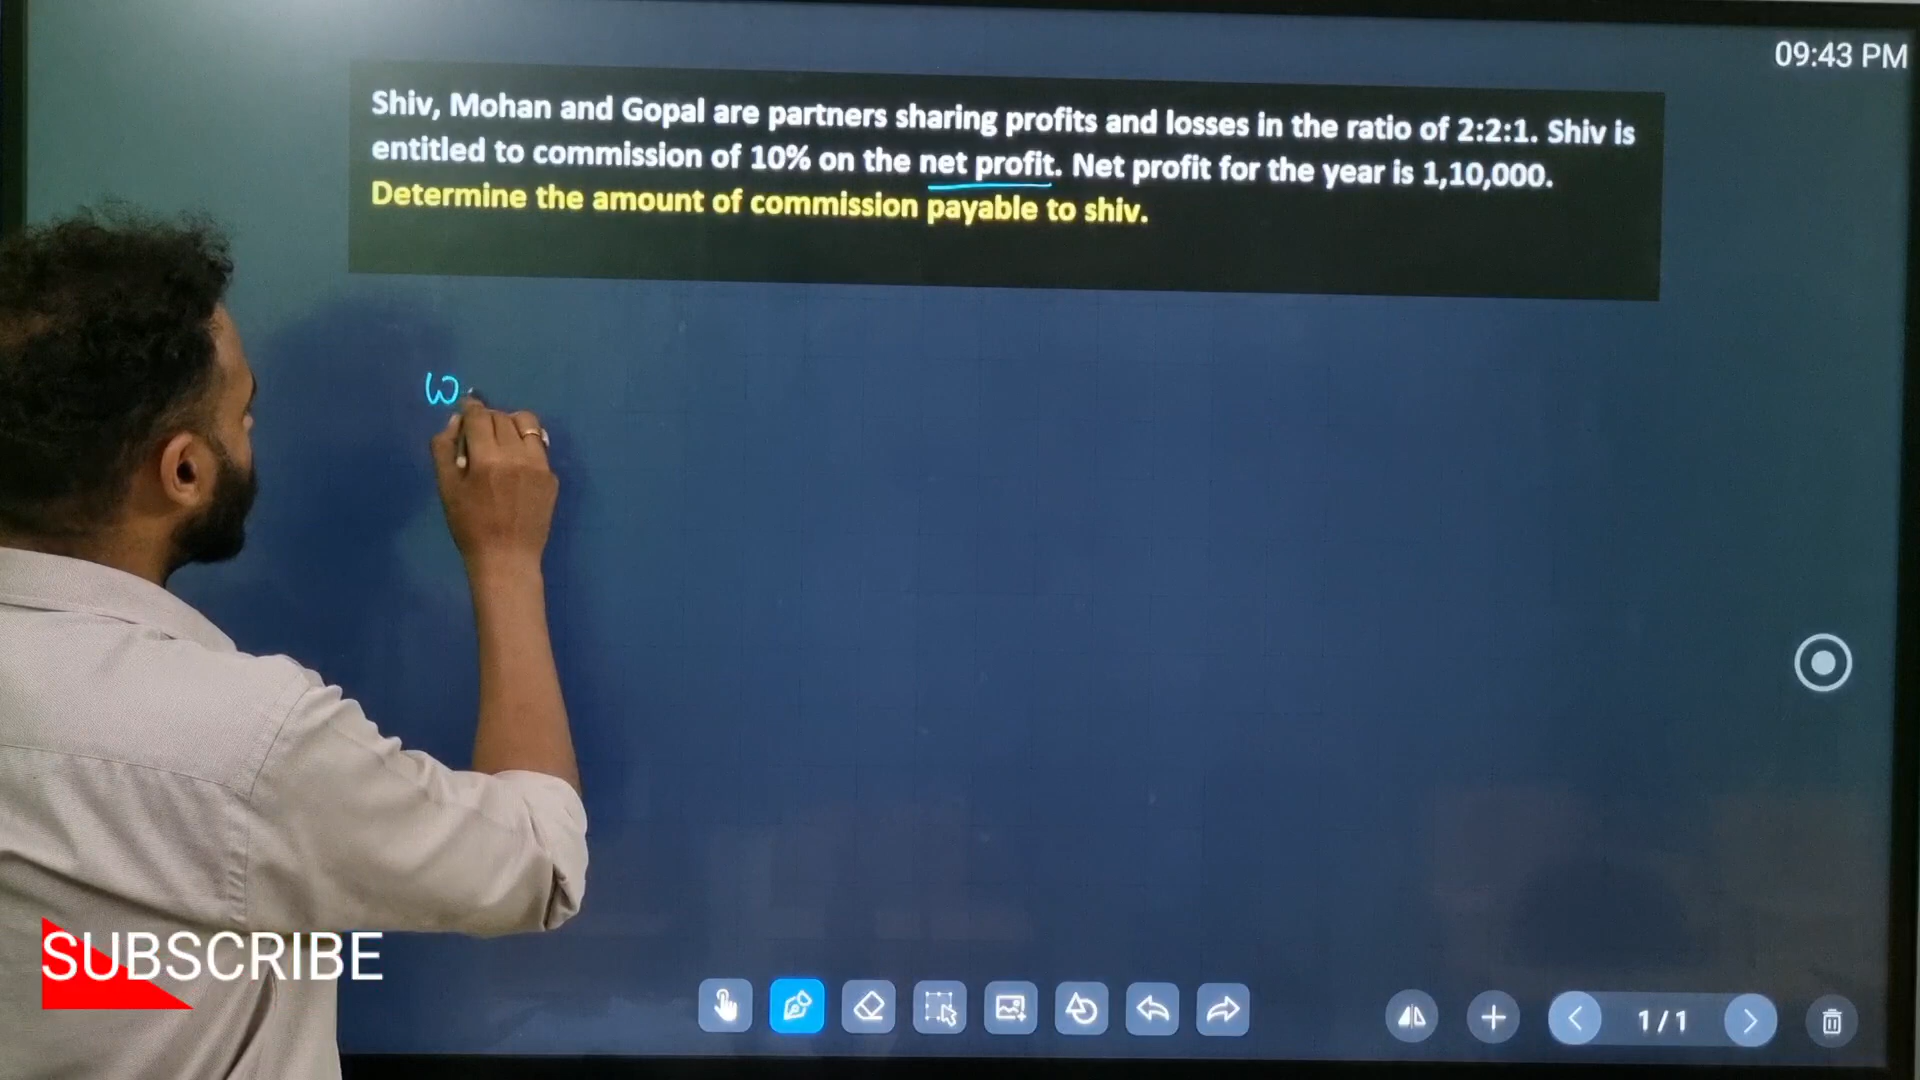 09:43 PM
Shiv, Mohan and Gopal are partners sharing profits and losses in the ratio of 2:2:1. Shiv is
entitled to commission of 10% on the net profit. Net profit for the year is 1,10,000.
Determine the amount of commission payable to shiv.
W
SUBSCRIBE
1/1